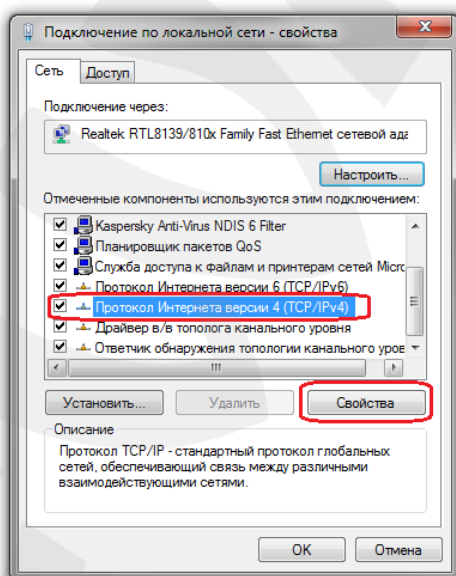 Подключение по локальной сети - свойства
Сеть
Доступ
Подключение через:
Realtek RTL8139/810x Family Fast Ethernet сетевой ада
Настроить...
Отмеченные компоненты используются этим подключением:
Kaspersky Anti-Virus NDIS 6 Filter
Планировщик пакетов QoS
Служба доступа к файлам и принтерам сетей Micro
Протокол Интернета версии 6 (TCP/IPv6)
Протокол Интернета версии 4 (TCP/IPv4)
Драйвер в/в тополога канального уровня
Ответчик обнаружения топологии канального уров
Установить...
Удалить
Свойства
Описание
Протокол TCP/IP - стандартный протокол глобальных
сетей, обеспечивающий связь между различными
взаимодействующими сетями.
OK
Отмена